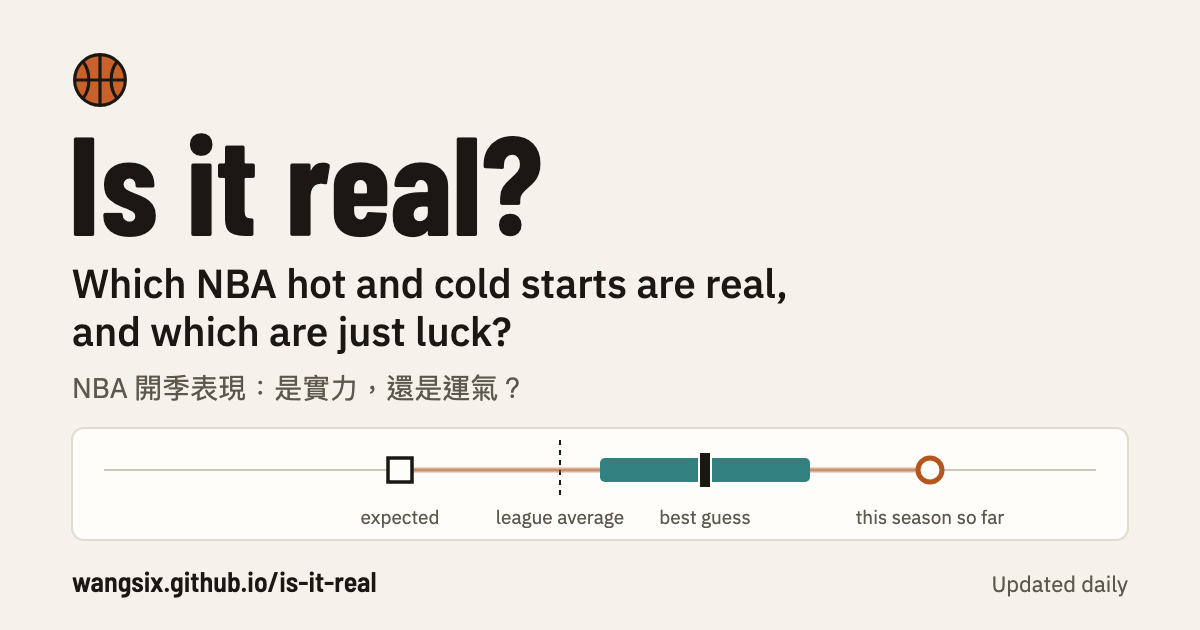 Is it real?
Which NBA hot and cold starts are real,
and which are just luck?
NBA 開季表現：是實力，還是運氣？
expected
league average
best guess
this season so far
wangsix.github.io/is-it-real
Updated daily